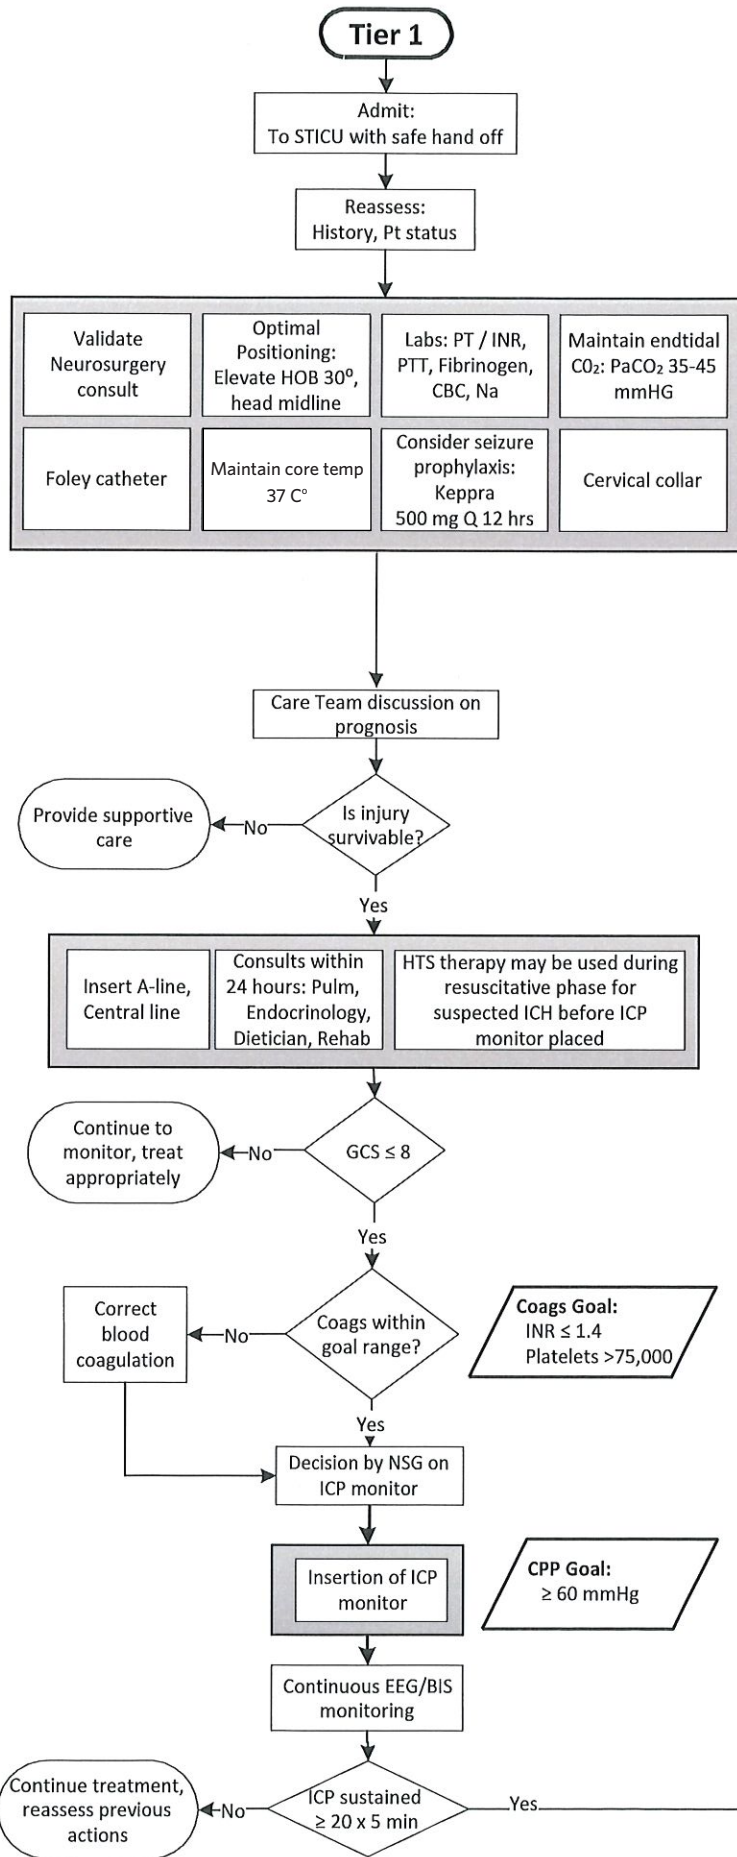 Tier 1
Admit:
To STICU with safe hand off
Reassess:
History, Pt status
Validate
Neurosurgery
consult
Optimal
Positioning:
Elevate HOB 30⁰,
head midline
Labs: PT / INR,
PTT, Fibrinogen,
CBC, Na
Maintain endtidal
C0₂: PaCO₂ 35-45
mmHG
Foley catheter
Maintain core temp
37 C°
Consider seizure
prophylaxis:
Keppra
500 mg Q 12 hrs
Cervical collar
Care Team discussion on
prognosis
Is injury
survivable?
No
Provide supportive
care
Yes
Insert A-line,
Central line
Consults within
24 hours: Pulm,
Endocrinology,
Dietician, Rehab
HTS therapy may be used during
resuscitative phase for
suspected ICH before ICP
monitor placed
GCS ≤ 8
No
Continue to
monitor, treat
appropriately
Yes
Coags within
goal range?
No
Correct
blood
coagulation
Coags Goal:
INR ≤ 1.4
Platelets >75,000
Yes
Decision by NSG on
ICP monitor
Insertion of ICP
monitor
CPP Goal:
≥ 60 mmHg
Continuous EEG/BIS
monitoring
ICP sustained
≥ 20 x 5 min
No
Continue treatment,
reassess previous
actions
Yes